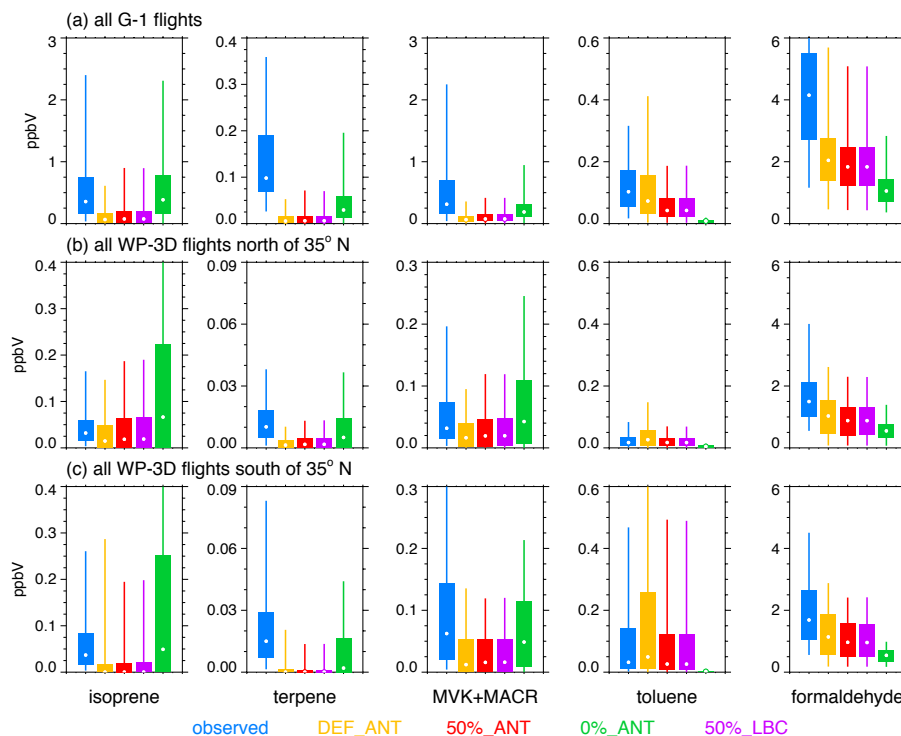 (a) all G-1 flights
3 0.4 3 0.6 6
0.3
2 2 0.4 4
0.2
1 1 0.2 2
0.1
0 0.0 0 0.0 0
ppbV
(b) all WP-3D flights north of 35° N
0.4 0.09 0.3 0.6 6
0.3
0.06 0.2 0.4 4
0.2
0.03 0.1 0.2 2
0.1
0.0 0.00 0.0 0.0 0
ppbV
(c) all WP-3D flights south of 35° N
0.4 0.09 0.3 0.6 6
0.3
0.06 0.2 0.4 4
0.2
0.03 0.1 0.2 2
0.1
0.0 0.00 0.0 0.0 0
ppbV
isoprene terpene MVK+MACR toluene formaldehyde
observed DEF_ANT 50%_ANT 0%_ANT 50%_LBC